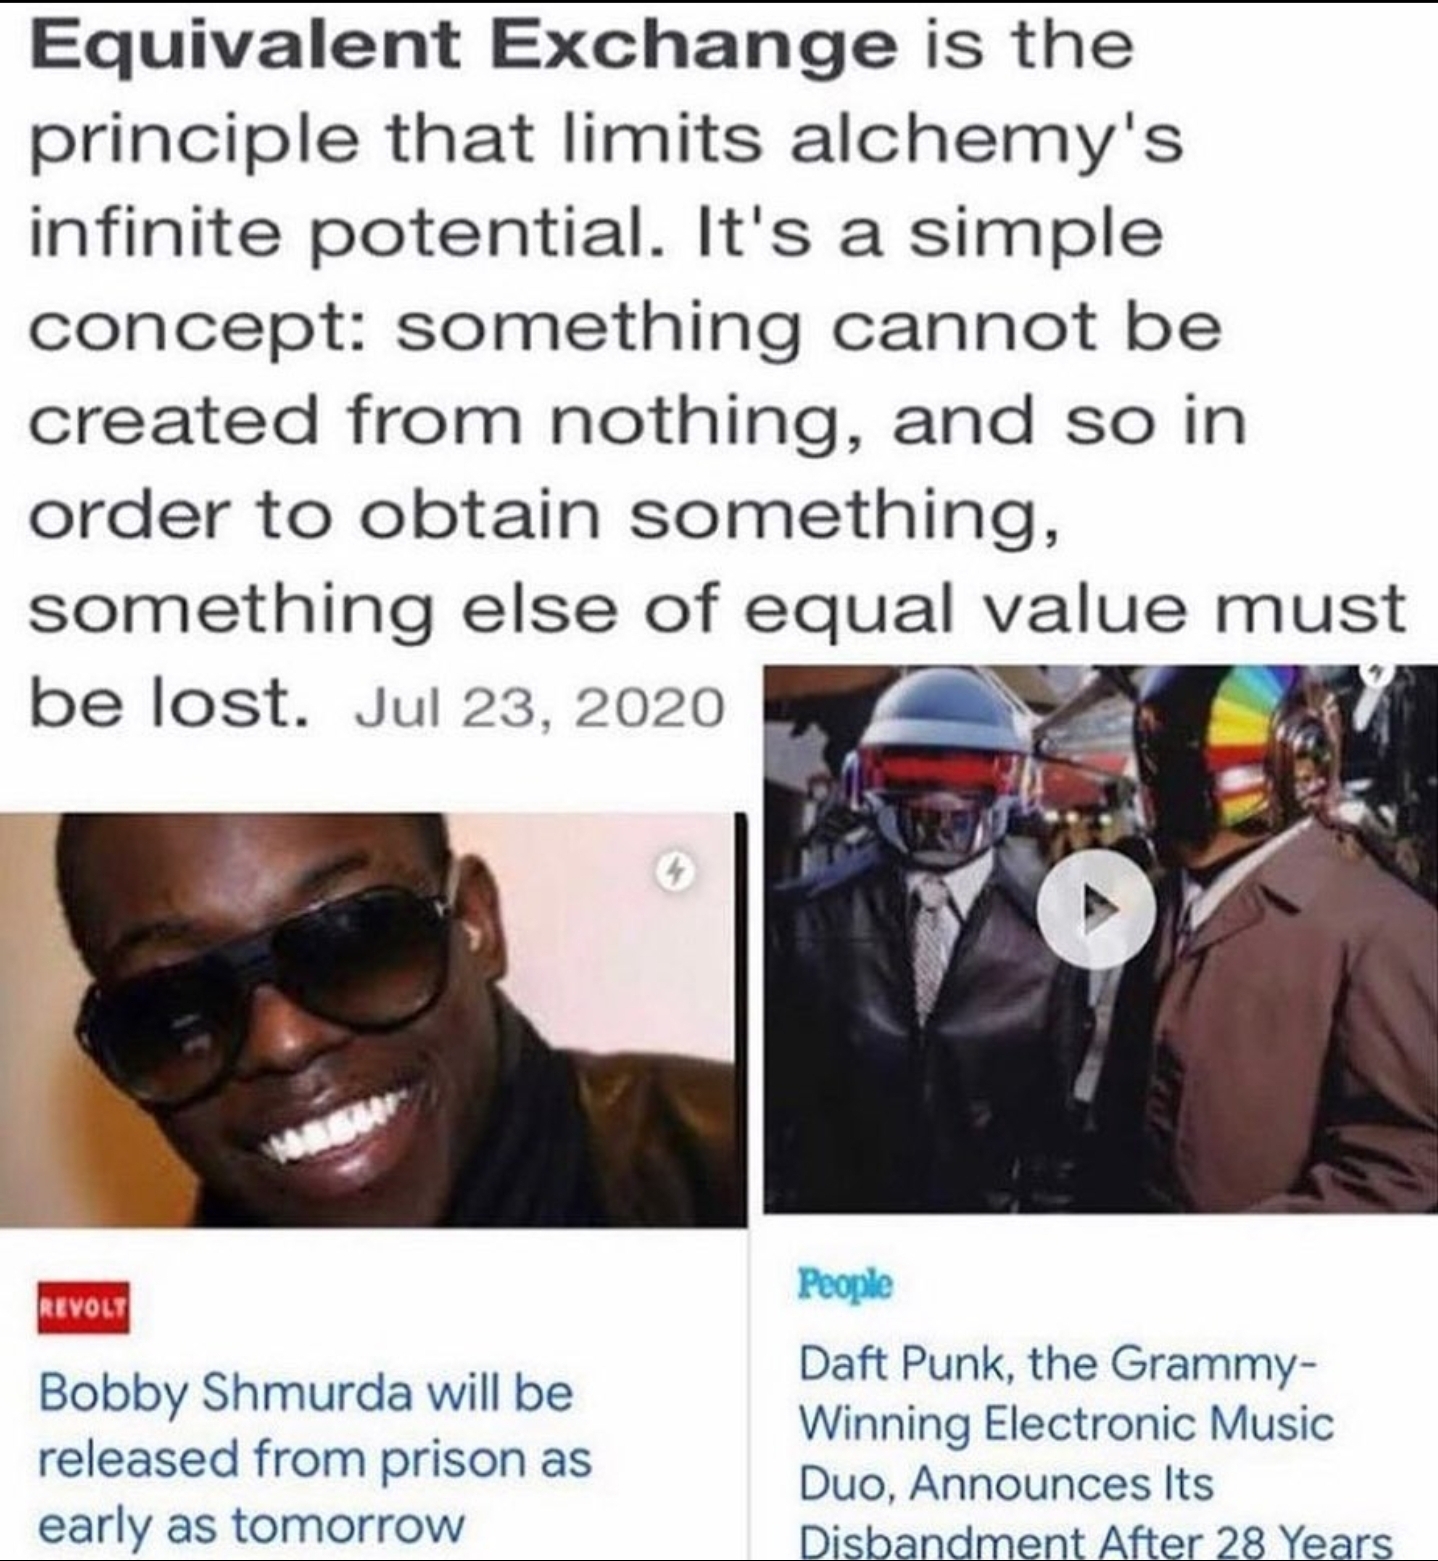 Equivalent Exchange is the
principle that limits alchemy's
infinite potential. It's a simple
concept: something cannot be
created from nothing, and so in
order to obtain something,
something else of equal value must
be lost. Jul 23, 2020
REVOLT
Bobby Shmurda will be
released from prison as
early as tomorrow
People
Daft Punk, the Grammy-
Winning Electronic Music
Duo, Announces Its
Disbandment After 28 Years